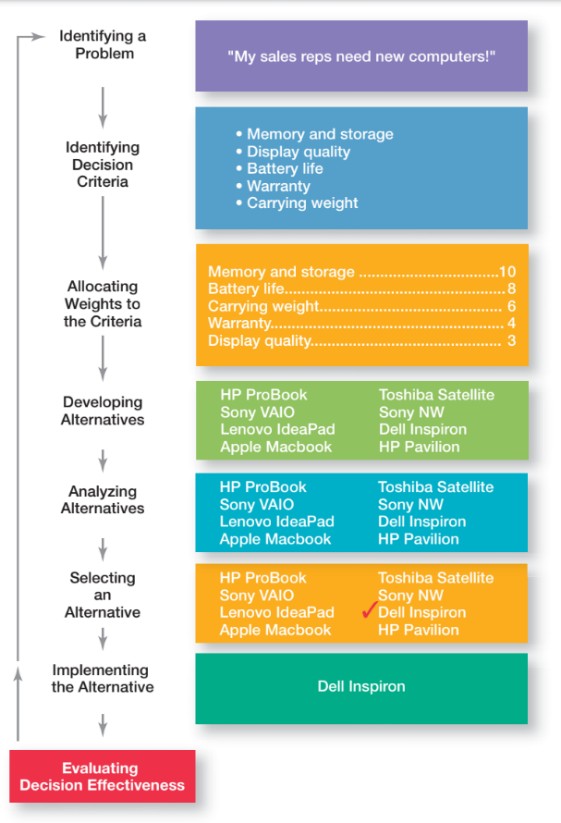 Identifying a
Problem
"My sales reps need new computers!"
Identifying
Decision
Criteria
• Memory and storage
• Display quality
• Battery life
• Warranty
• Carrying weight
Allocating
Weights to
the Criteria
Memory and storage ................................10
Battery life...................................................8
Carrying weight.......................................... 6
Warranty..................................................... 4
Display quality............................................ 3
Developing
Alternatives
HP ProBook Toshiba Satellite
Sony VAIO Sony NW
Lenovo IdeaPad Dell Inspiron
Apple Macbook HP Pavilion
Analyzing
Alternatives
HP ProBook Toshiba Satellite
Sony VAIO Sony NW
Lenovo IdeaPad Dell Inspiron
Apple Macbook HP Pavilion
Selecting
an
Alternative
HP ProBook Toshiba Satellite
Sony VAIO Sony NW
Lenovo IdeaPad ✓Dell Inspiron
Apple Macbook HP Pavilion
Implementing
the Alternative
Dell Inspiron
Evaluating
Decision Effectiveness